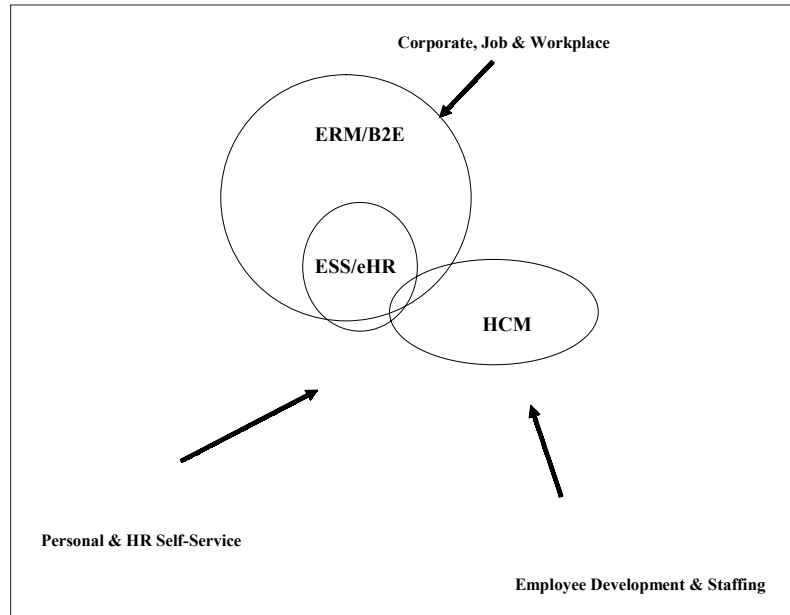 Corporate, Job & Workplace
ERM/B2E
ESS/eHR
HCM
Personal & HR Self-Service
Employee Development & Staffing